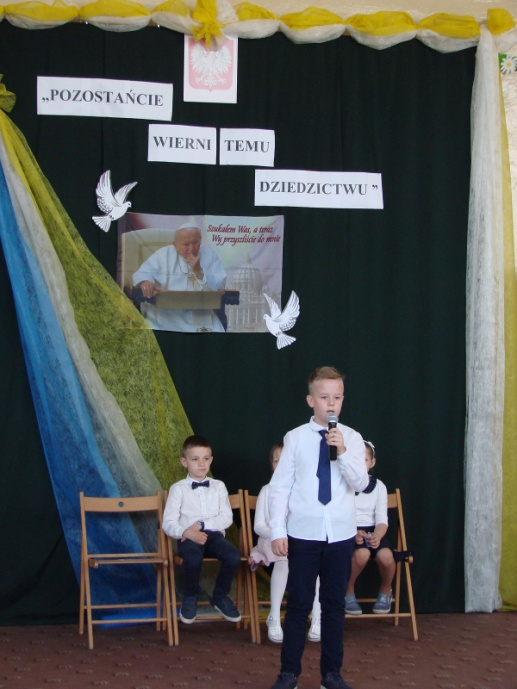 „POZOSTAŃCIE
WIERNI TEMU
DZIEDZICTWU”
Szukałem Was, a teraz
Wy przyszliście do mnie